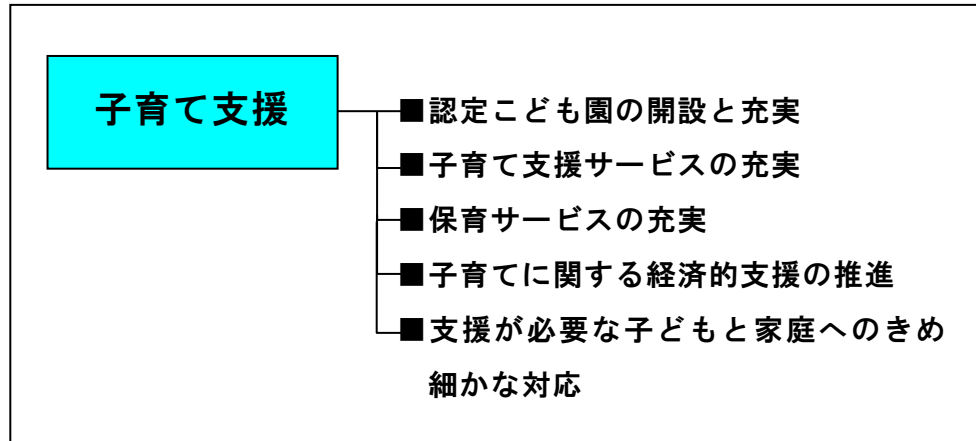 子育て支援
■認定こども園の開設と充実
■子育て支援サービスの充実
■保育サービスの充実
■子育てに関する経済的支援の推進
■支援が必要な子どもと家庭へのきめ
細かな対応